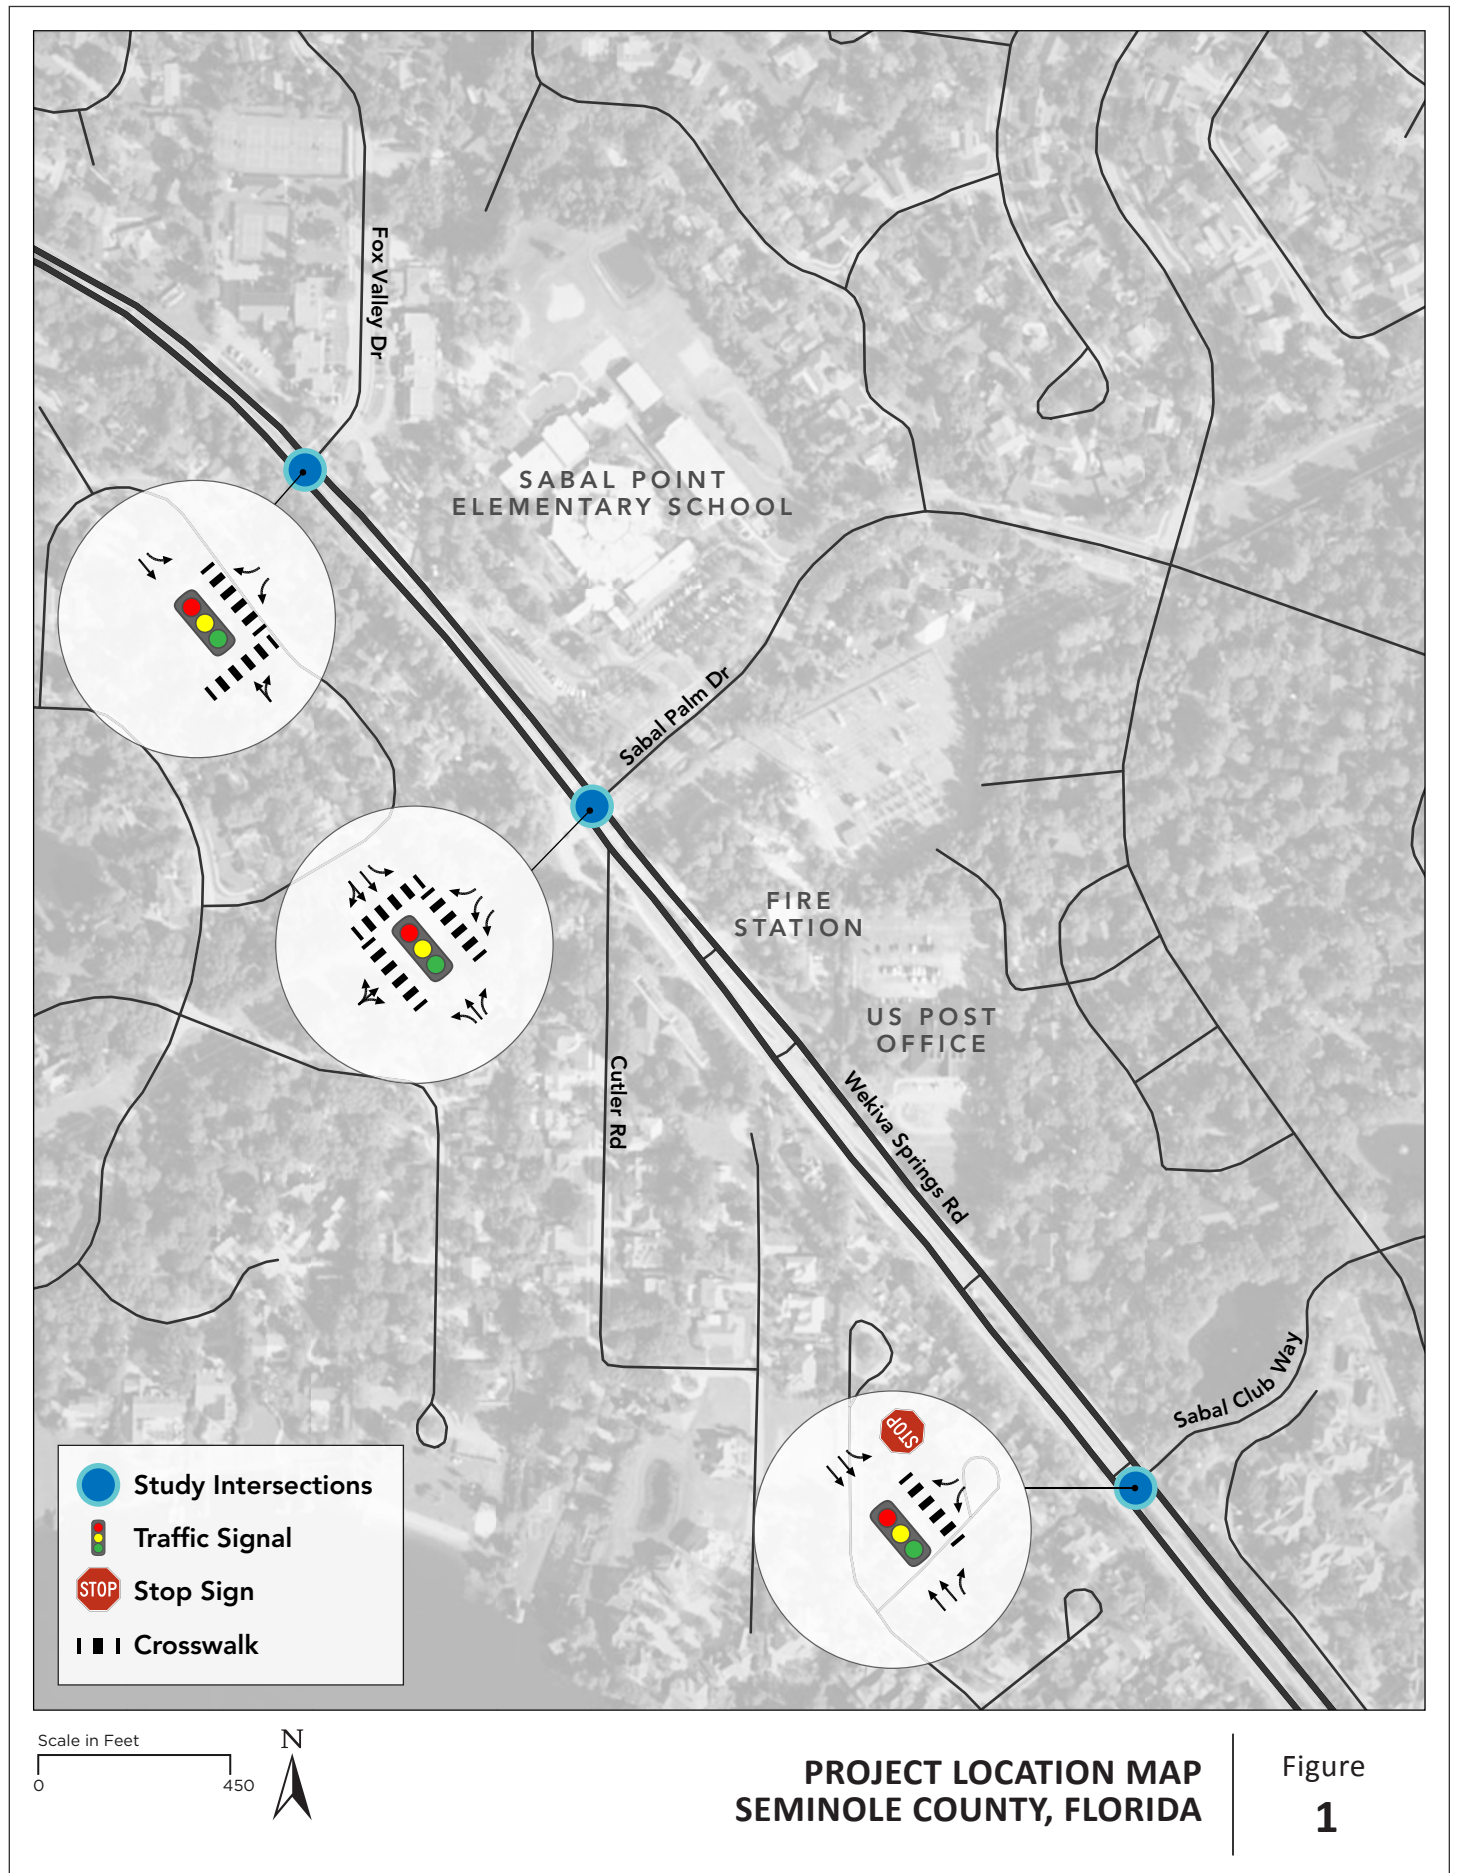 Fox Valley Dr
SABAL POINT
ELEMENTARY SCHOOL
Sabal Palm Dr
FIRE
STATION
US POST
OFFICE
Cutler Rd
Wekiva Springs Rd
Sabal Club Way
STOP
Study Intersections
Traffic Signal
STOP
Stop Sign
Crosswalk
Scale in Feet
0 450
N
PROJECT LOCATION MAP
SEMINOLE COUNTY, FLORIDA
Figure
1